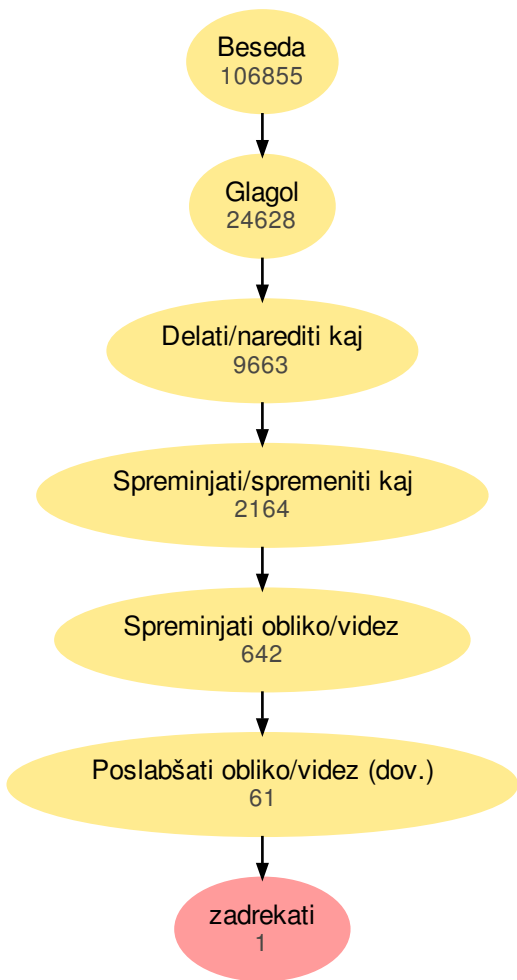 Beseda
106855
Glagol
24628
Delati/narediti kaj
9663
Spreminjati/spremeniti kaj
2164
Spreminjati obliko/videz
642
Poslabšati obliko/videz (dov.)
61
zadrekati
1